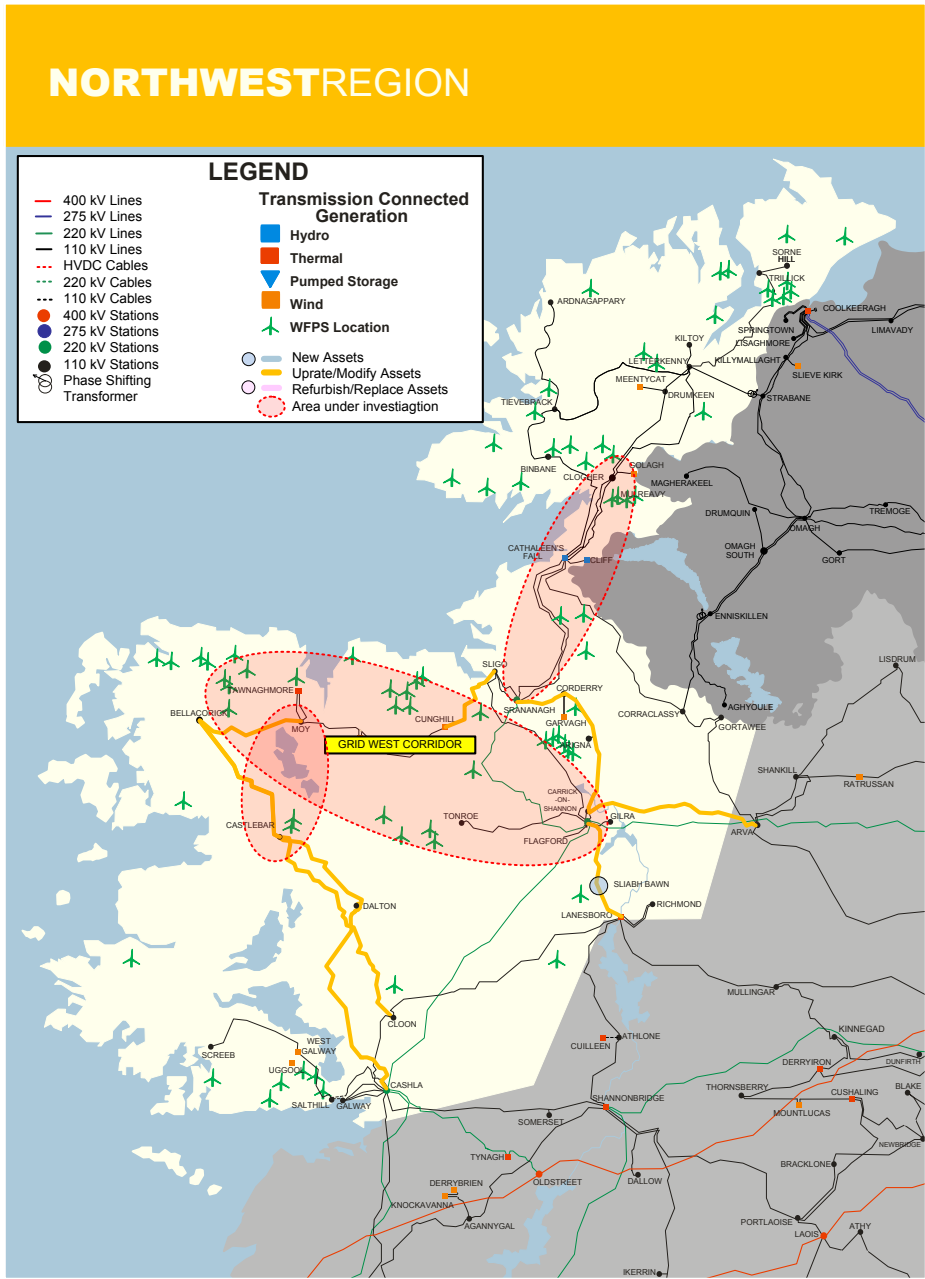 NORTHWESTREGION
LEGEND
400 kV Lines
275 kV Lines
220 kV Lines
110 kV Lines
HVDC Cables
220 kV Cables
110 kV Cables
400 kV Stations
275 kV Stations
220 kV Stations
110 kV Stations
Phase Shifting
Transformer
Transmission Connected
Generation
Hydro
Thermal
Pumped Storage
Wind
WFPS Location
New Assets
Uprate/Modify Assets
Refurbish/Replace Assets
Area under investiagtion
SORNE
HILL
TRILLICK
ARDNAGAPPARY
COOLKEERAGH
SPRINGTOWN
LIMAVADY
LISAGHMORE
KILTOY
LETTERKENNY
KILLYMALLAGHT
SLIEVE KIRK
MEENTYCAT
DRUMKEEN
STRABANE
TIEVEBRACK
BINBANE
GOLAGH
CLOGHER
MAGHERAKEEL
MULREAVY
DRUMQUIN
TREMOGE
OMAGH
CATHALEEN'S
FALL
CLIFF
OMAGH
SOUTH
GORT
ENNISKILLEN
SLIGO
LISDRUM
TAWNAGHMORE
CORDERRY
SRANANAGH
AGHYOULE
BELLACORICK
CUNGHILL
GARVAGH
CORRACLASSY
GORTAWEE
MOY
GRID WEST CORRIDOR
ARIGNA
SHANKILL
RATRUSSAN
CARRICK
-ON-
SHANNON
CASTLEBAR
TONROE
GILRA
ARVA
FLAGFORD
SLIABH BAWN
DALTON
LANESBORO
RICHMOND
MULLINGAR
CLOON
KINNEGAD
SCREEB
WEST
GALWAY
CUILLEEN
ATHLONE
UGGOOL
DERRYIRON
DUNFIRTH
CASHLA
THORNSBERRY
CUSHALING
BLAKE
SALTHILL
GALWAY
SHANNONBRIDGE
MOUNTLUCAS
SOMERSET
NEWBRIDGE
TYNAGH
BRACKLONE
DERRYBRIEN
OLDSTREET
DALLOW
KNOCKAVANNA
AGANNYGAL
PORTLAOISE
ATHY
LAOIS
IKERRIN